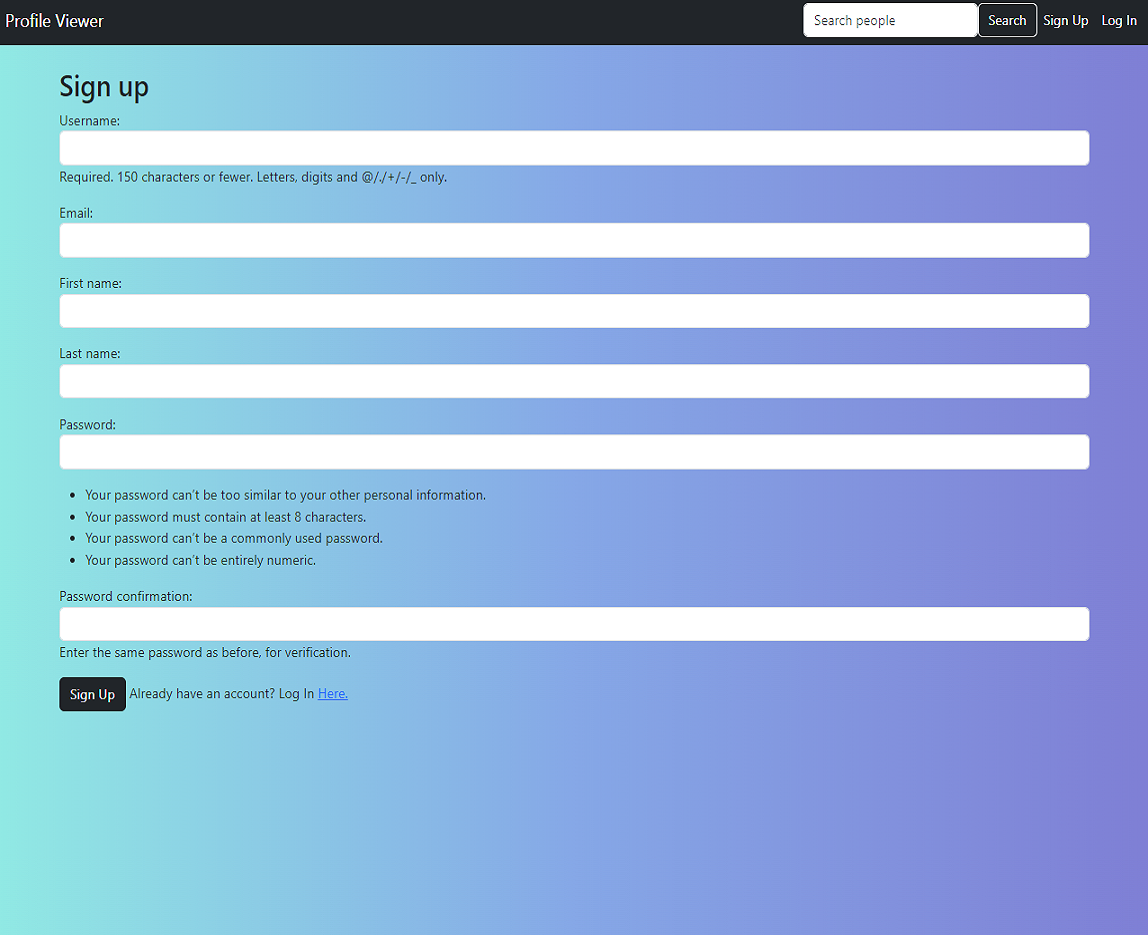 Profile Viewer
Search people
Search
Sign Up
Log In
Sign up
Username:
Required. 150 characters or fewer. Letters, digits and @/./+/-/_ only.
Email:
First name:
Last name:
Password:
• Your password can't be too similar to your other personal information.
• Your password must contain at least 8 characters.
• Your password can't be a commonly used password.
• Your password can't be entirely numeric.
Password confirmation:
Enter the same password as before, for verification.
Sign Up Already have an account? Log In Here.